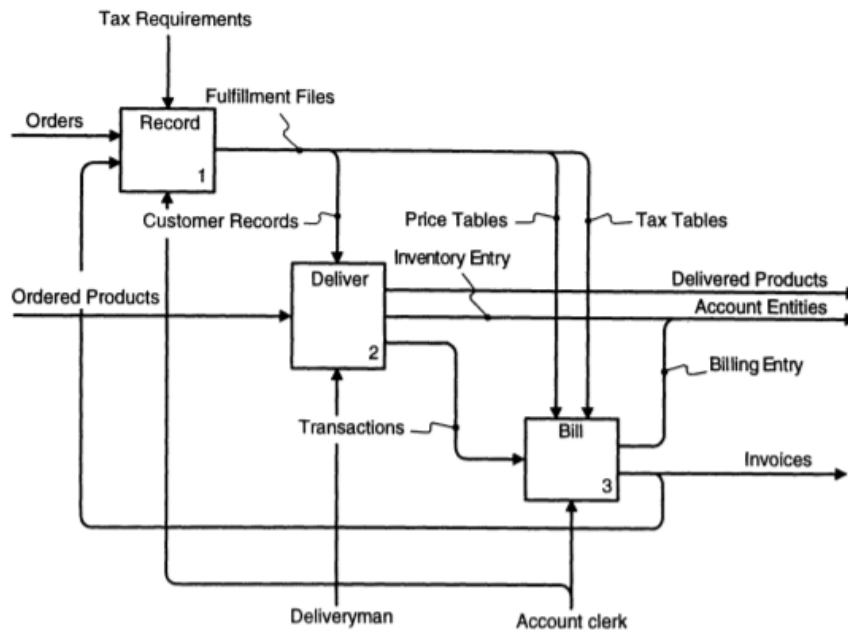 Tax Requirements
Fulfillment Files
Orders
Record
1
Customer Records
Price Tables
Tax Tables
Inventory Entry
Deliver
Delivered Products
Ordered Products
Account Entities
2
Billing Entry
Transactions
Bill
Invoices
3
Deliveryman
Account clerk